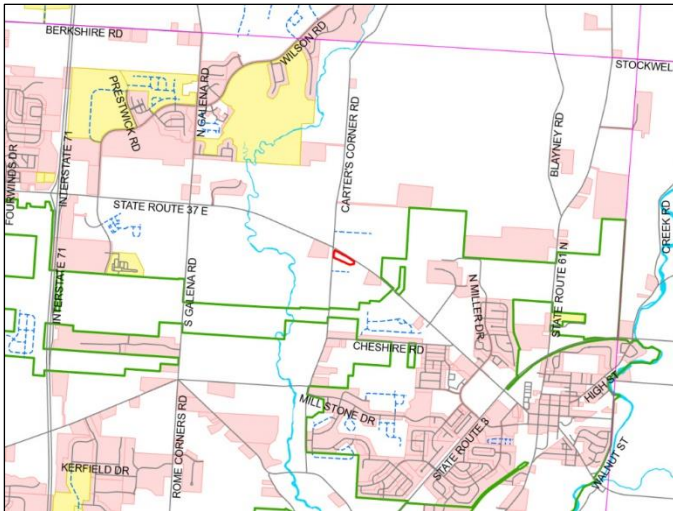 BERKSHIRE RD
WILSON RD
STOCKWEL
PRESTWICK RD
N GALENA RD
CARTER'S CORNER RD
BLAYNEY RD
FOURWINDS DR
INTERSTATE 71
STATE ROUTE 37 E
CREEK RD
INTERSTATE 71
S GALENA RD
N MILLER DR
STATE ROUTE 61 N
CHESHIRE RD
HIGH ST
MILL STONE DR
STATE ROUTE 3
ROME CORNERS RD
WALNUT ST
KERFIELD DR